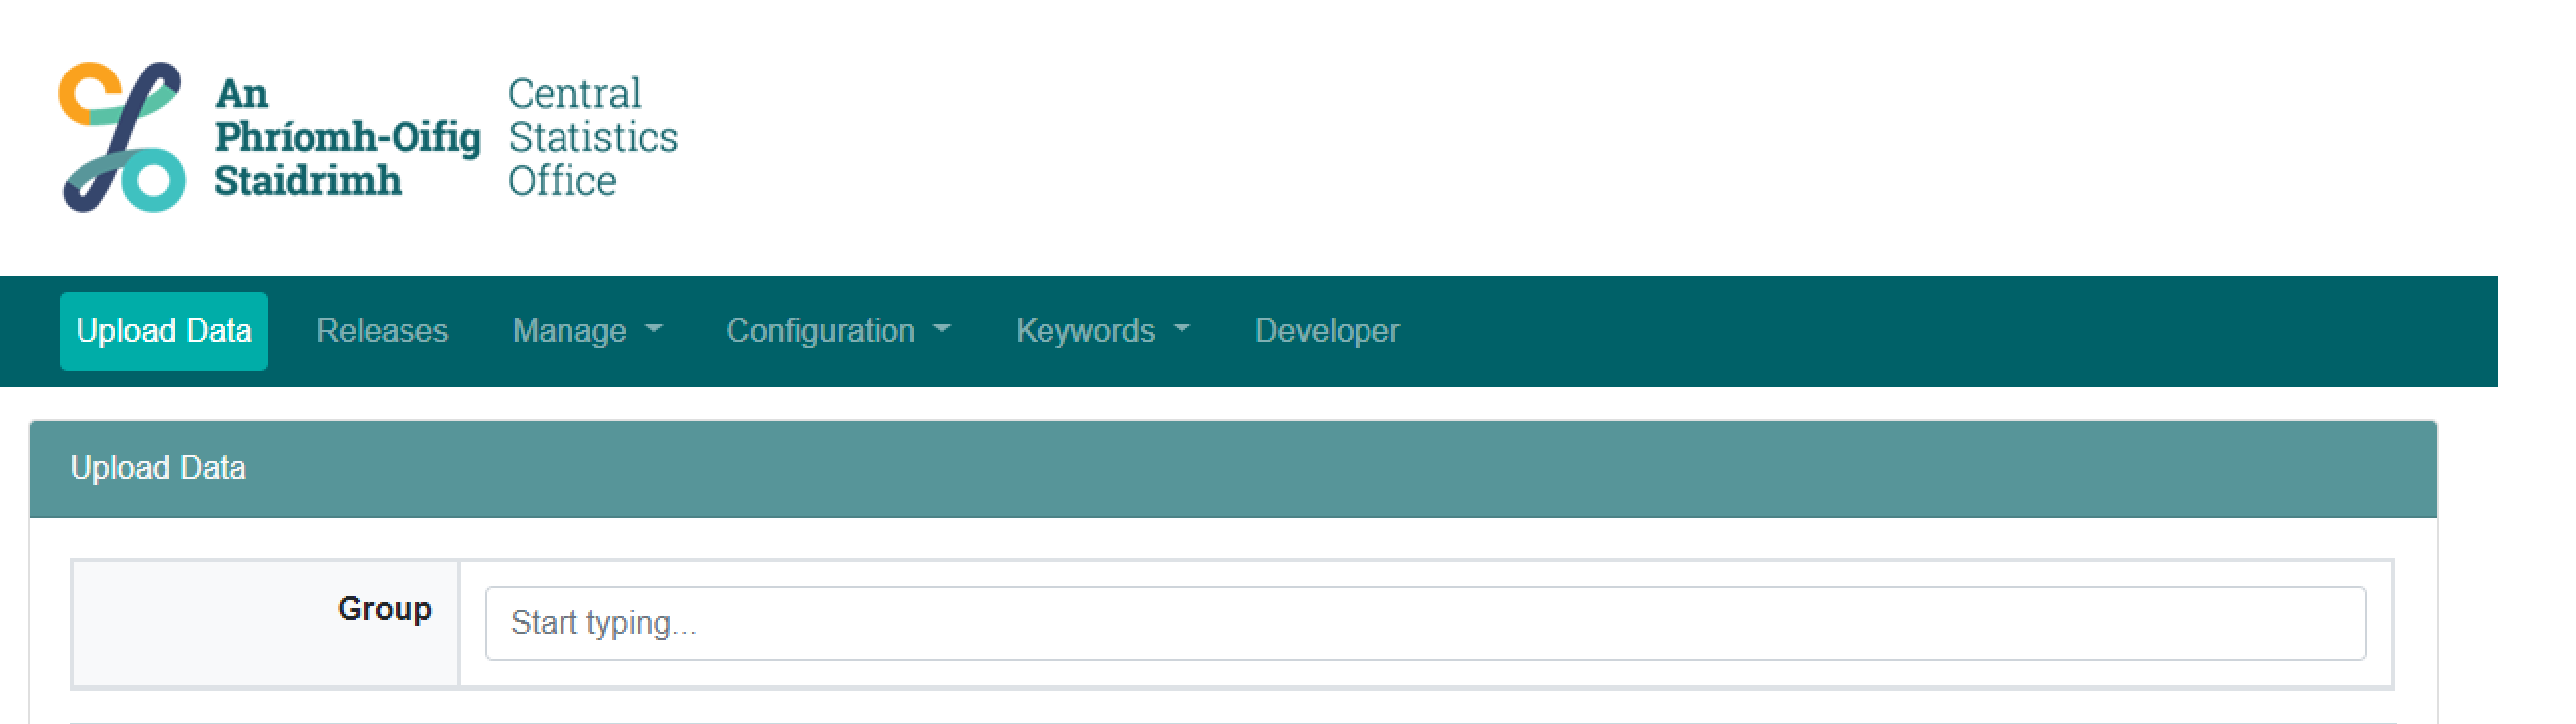 An
Phríomh-Oifig
Staidrimh
Central
Statistics
Office
Upload Data Releases Manage Configuration Keywords Developer
Upload Data
Group Start typing...